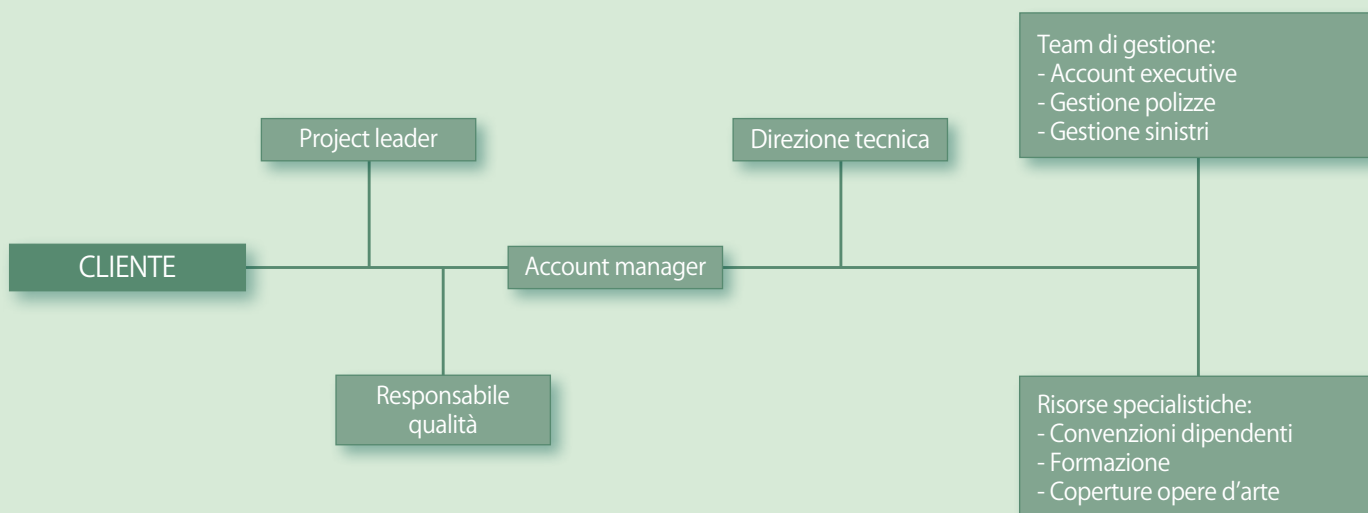 Team di gestione:
- Account executive
- Gestione polizze
- Gestione sinistri
Project leader
Direzione tecnica
CLIENTE
Account manager
Responsabile
qualità
Risorse specialistiche:
- Convenzioni dipendenti
- Formazione
- Coperture opere d’arte